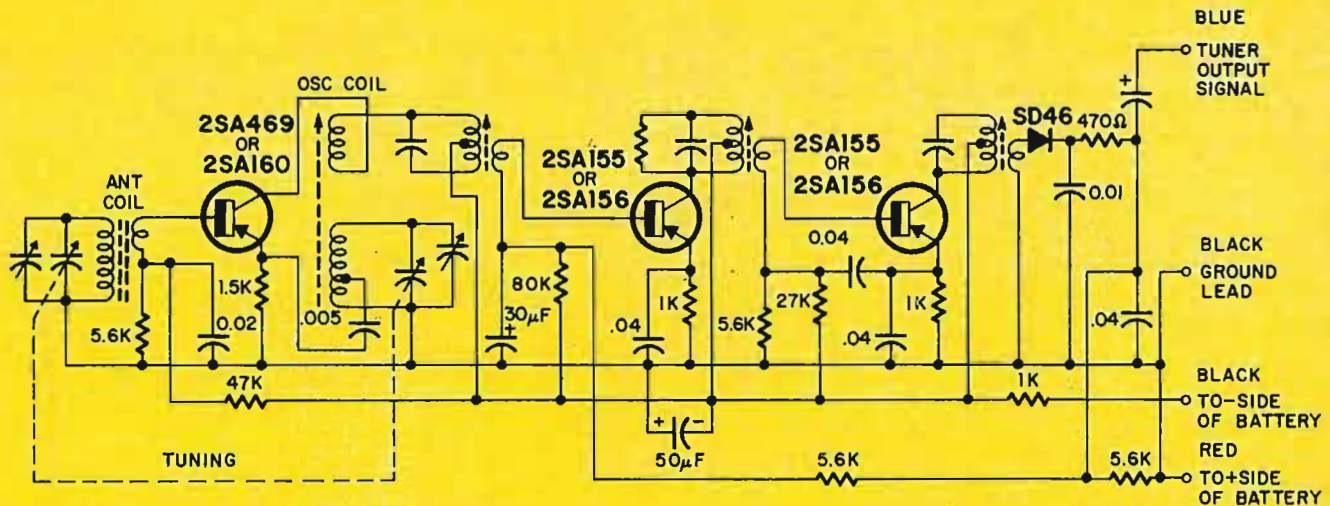 BLUE
TUNER
OUTPUT
SIGNAL
+
OSC COIL
2SA469
OR
2SA160
2SA155
OR
2SA156
2SA155
OR
2SA156
SD46
470Ω
ANT
COIL
0.01
0.04
BLACK
GROUND
LEAD
1.5K
80K
1K
5.6K
27K
1K
.04
5.6K
0.02
.005
30µF
+
.04
.04
47K
1K
BLACK
TO-SIDE
OF BATTERY
+ -
50µF
TUNING
5.6K
5.6K
RED
TO+SIDE
OF BATTERY